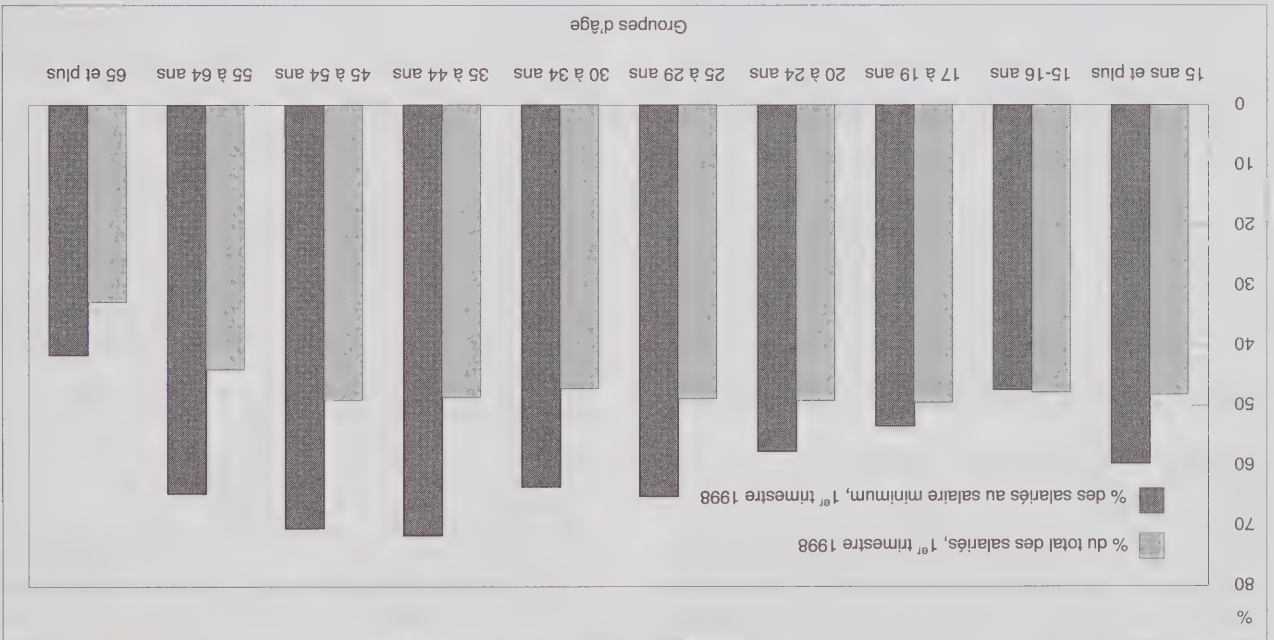 %
80
70
60
50
40
30
20
10
0
% du total des salariés, 1er trimestre 1998
% des salariés au salaire minimum, 1er trimestre 1998
15 ans et plus
15-16 ans
17 à 19 ans
20 à 24 ans
25 à 29 ans
30 à 34 ans
35 à 44 ans
45 à 54 ans
55 à 64 ans
65 et plus
Groupes d'âge